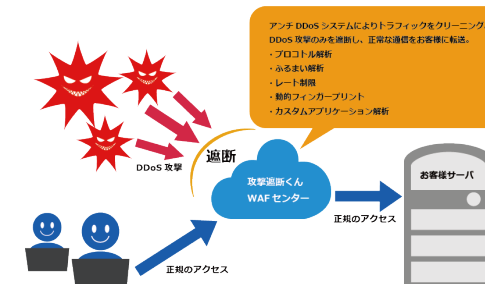 アンチ DDoS システムによりトラフィックをクリーニング、
DDoS 攻撃のみを遮断し、正常な通信をお客様に転送。
・プロコトル解析
・ふるまい解析
・レート制限
・動的フィンガープリント
・カスタムアプリケーション解析
遮断
DDoS 攻撃
攻撃遮断くん
WAF センター
お客様サーバ
正規のアクセス
正規のアクセス